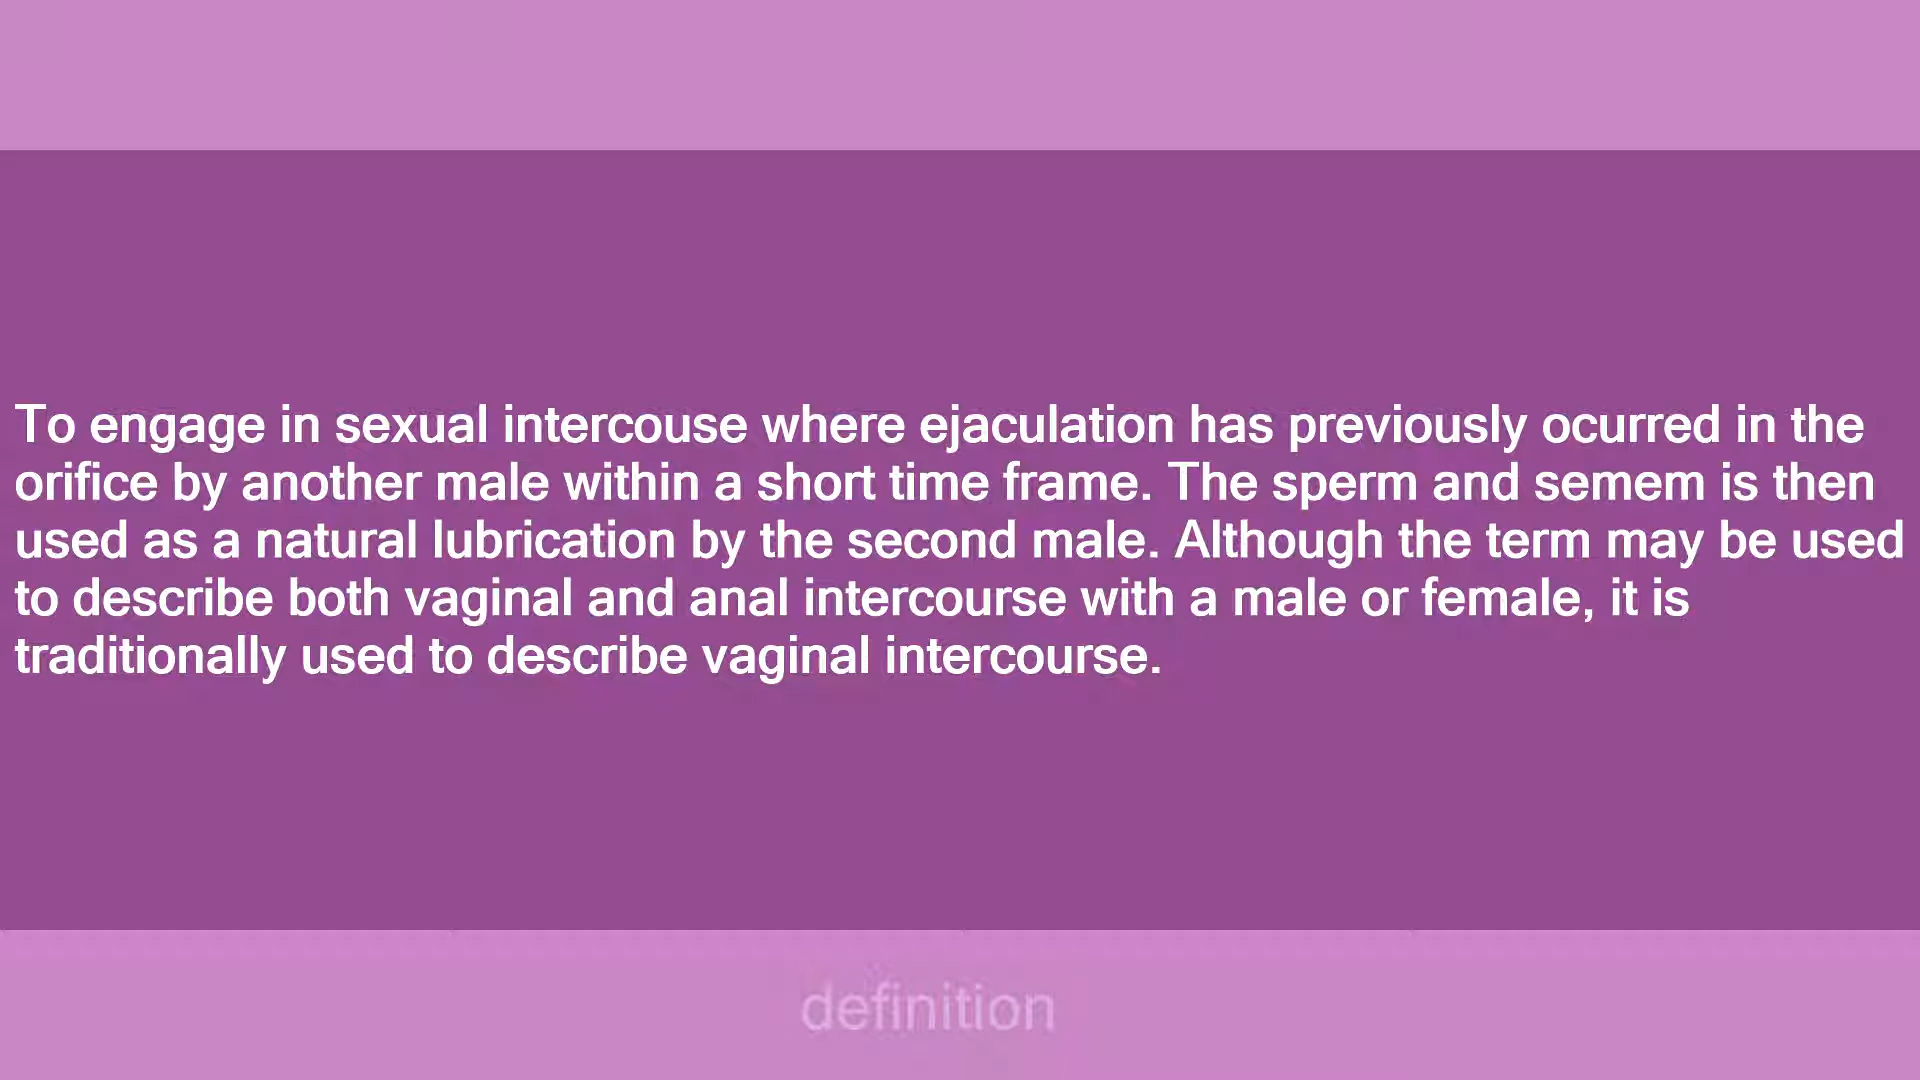 To engage in sexual intercouse where ejaculation has previously ocurred in the
orifice by another male within a short time frame. The sperm and semem is then
used as a natural lubrication by the second male. Although the term may be used
to describe both vaginal and anal intercourse with a male or female, it is
traditionally used to describe vaginal intercourse.
definition